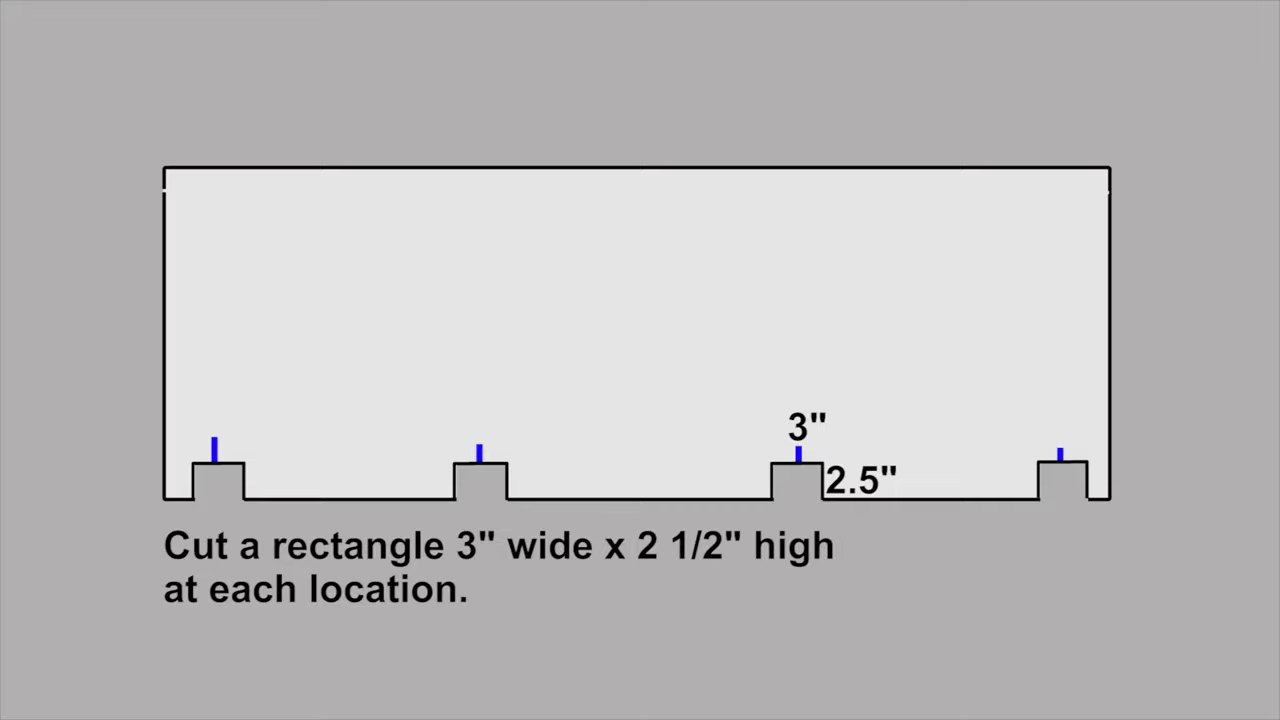 3"
2.5"
Cut a rectangle 3" wide x 2 1/2" high
at each location.